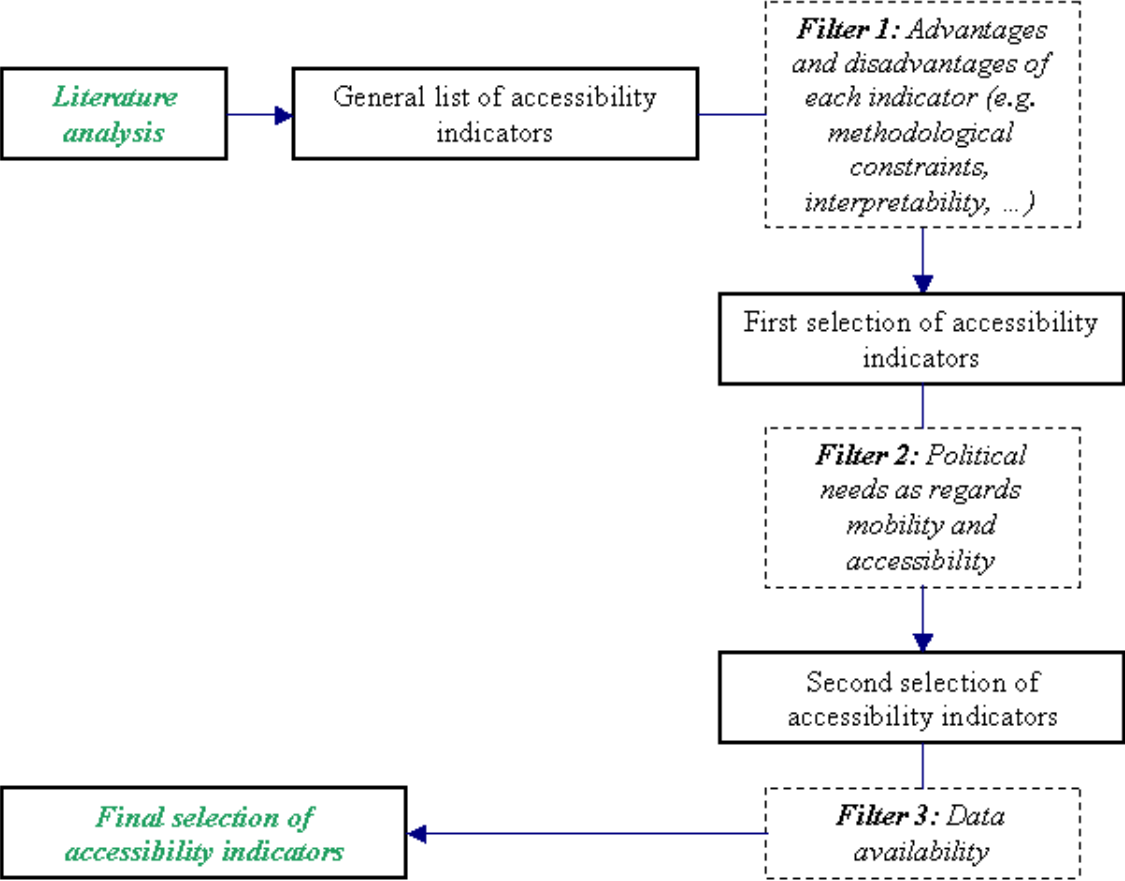 Literature
analysis
General list of accessibility
indicators
Filter 1: Advantages
and disadvantages of
each indicator (e.g.
methodological
constraints,
interpretability, ...)
First selection of accessibility
indicators
Filter 2: Political
needs as regards
mobility and
accessibility
Second selection of
accessibility indicators
Filter 3: Data
availability
Final selection of
accessibility indicators